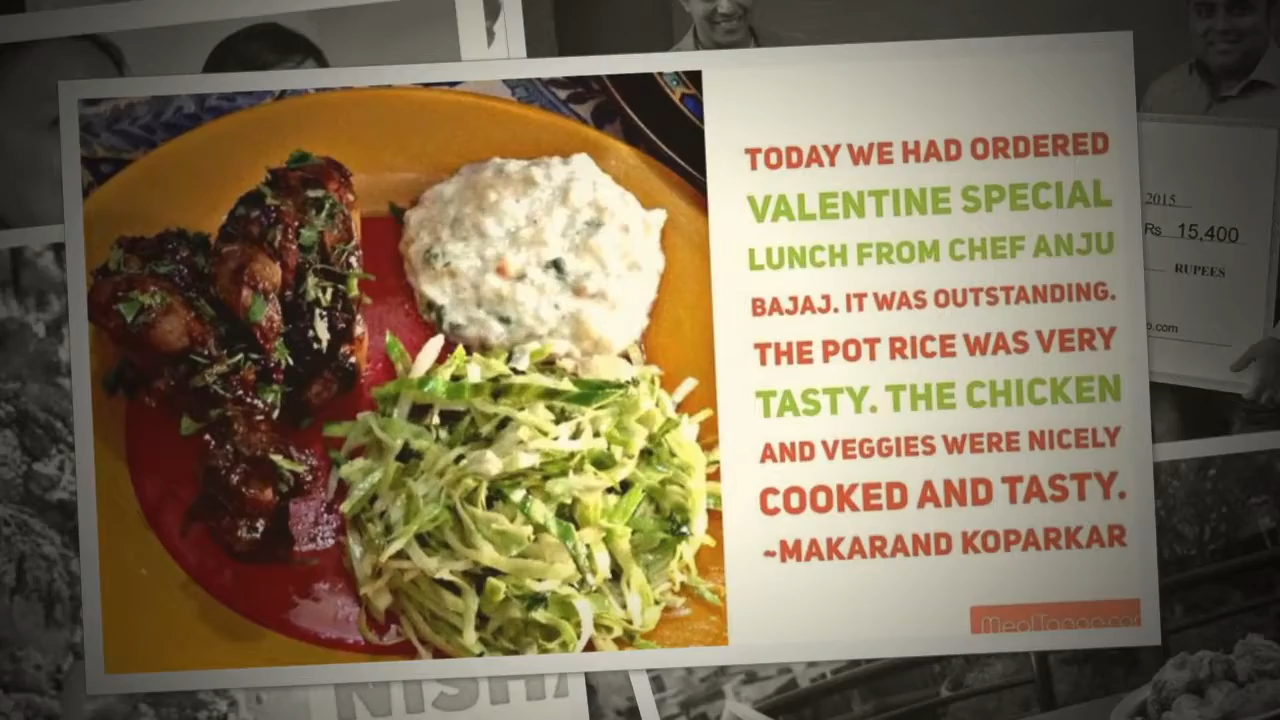 TODAY WE HAD ORDERED
VALENTINE SPECIAL
LUNCH FROM CHEF ANJU
BAJAJ. IT WAS OUTSTANDING.
THE POT RICE WAS VERY
TASTY. THE CHICKEN
AND VEGGIES WERE NICELY
COOKED AND TASTY.
~MAKARAND KOPARKAR
2015
Rs 15,400
RUPEES